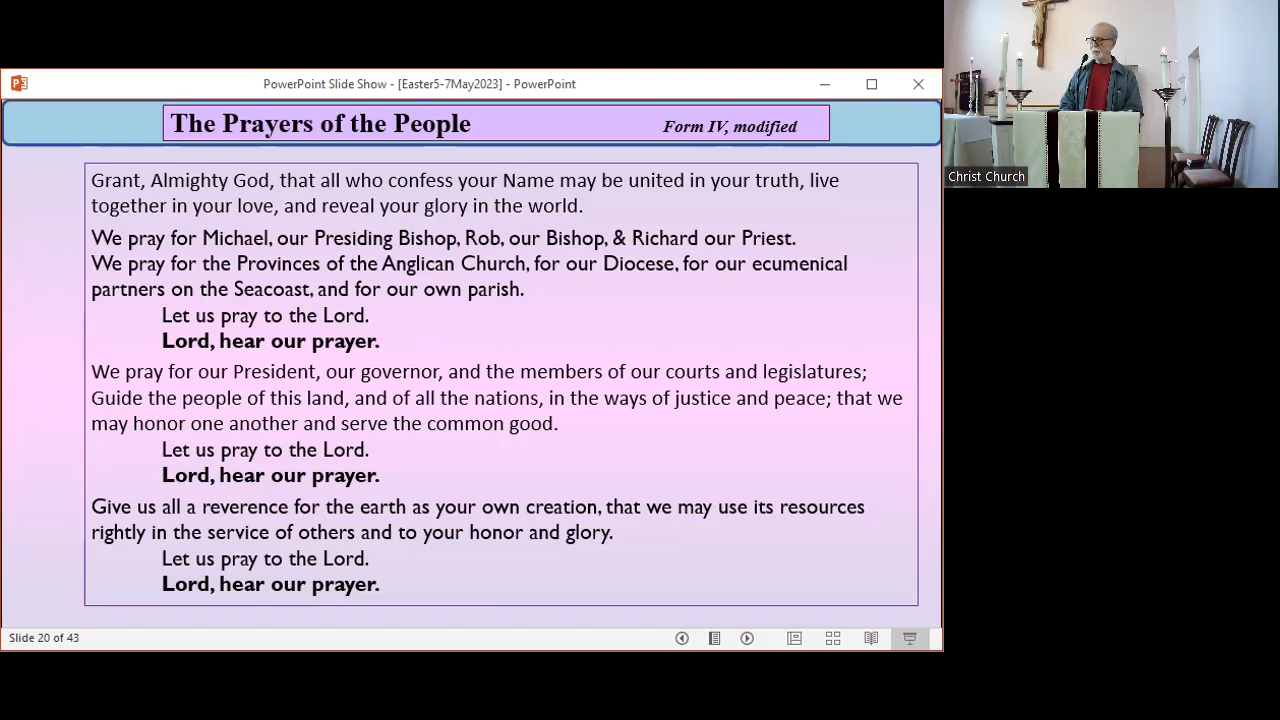 PowerPoint Slide Show - [Easter5-7May2023] - PowerPoint
The Prayers of the People
Form IV, modified
Grant, Almighty God, that all who confess your Name may be united in your truth, live
together in your love, and reveal your glory in the world.
We pray for Michael, our Presiding Bishop, Rob, our Bishop, & Richard our Priest.
We pray for the Provinces of the Anglican Church, for our Diocese, for our ecumenical
partners on the Seacoast, and for our own parish.
Let us pray to the Lord.
Lord, hear our prayer.
We pray for our President, our governor, and the members of our courts and legislatures;
Guide the people of this land, and of all the nations, in the ways of justice and peace; that we
may honor one another and serve the common good.
Let us pray to the Lord.
Lord, hear our prayer.
Give us all a reverence for the earth as your own creation, that we may use its resources
rightly in the service of others and to your honor and glory.
Let us pray to the Lord.
Lord, hear our prayer.
Slide 20 of 43
Christ Church